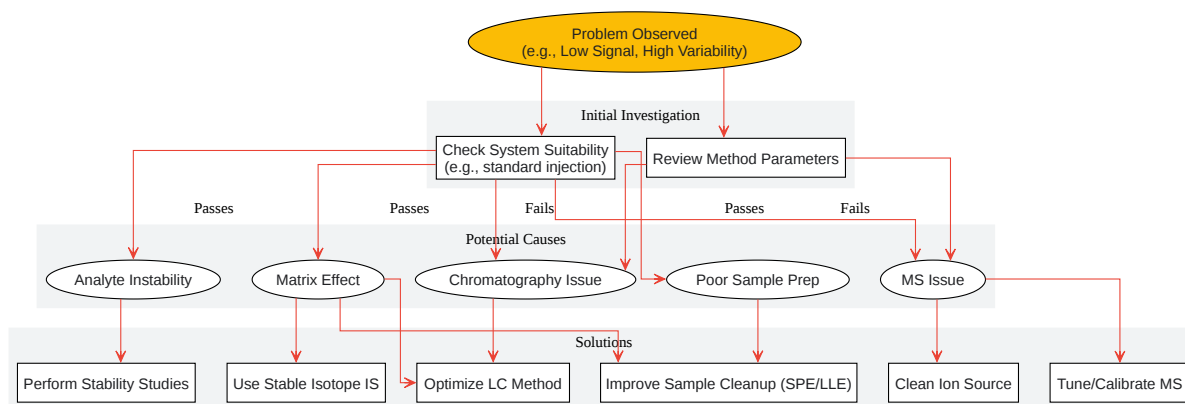 Problem Observed
(e.g., Low Signal, High Variability)
Initial Investigation
Check System Suitability
(e.g., standard injection)
Review Method Parameters
Passes
Passes
Fails
Passes
Fails
Potential Causes
Analyte Instability
Matrix Effect
Chromatography Issue
Poor Sample Prep
MS Issue
Solutions
Perform Stability Studies
Use Stable Isotope IS
Optimize LC Method
Improve Sample Cleanup (SPE/LLE)
Clean Ion Source
Tune/Calibrate MS